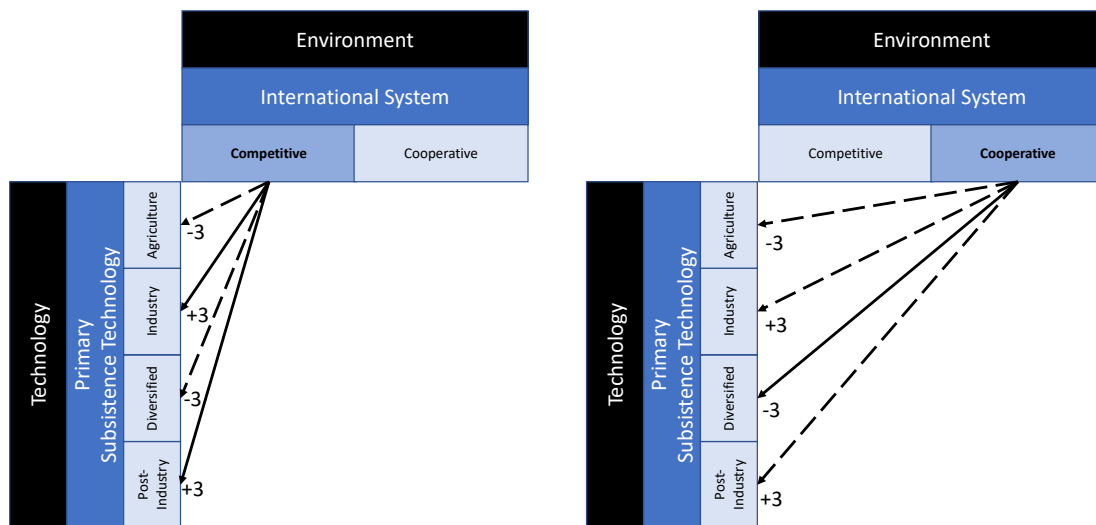 Environment
International System
Competitive
Cooperative
Technology
Primary
Subsistence Technology
Agriculture
Industry
Diversified
Post-
Industry
-3
+3
-3
+3
Environment
International System
Competitive
Cooperative
Technology
Primary
Subsistence Technology
Agriculture
Industry
Diversified
Post-
Industry
-3
+3
-3
+3